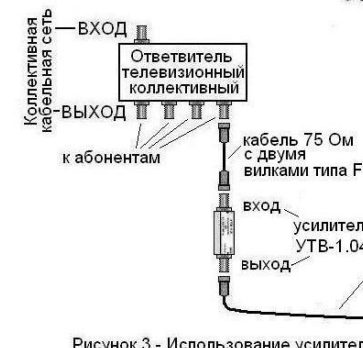 Коллективная
кабельная сеть
ВХОД
Ответвитель
телевизионный
коллективный
ВЫХОД
к абонентам
кабель 75 Ом
с двумя
вилками типа F
вход
усилител
УТВ-1.04
выход
Рисунок 3 - Использование усилител